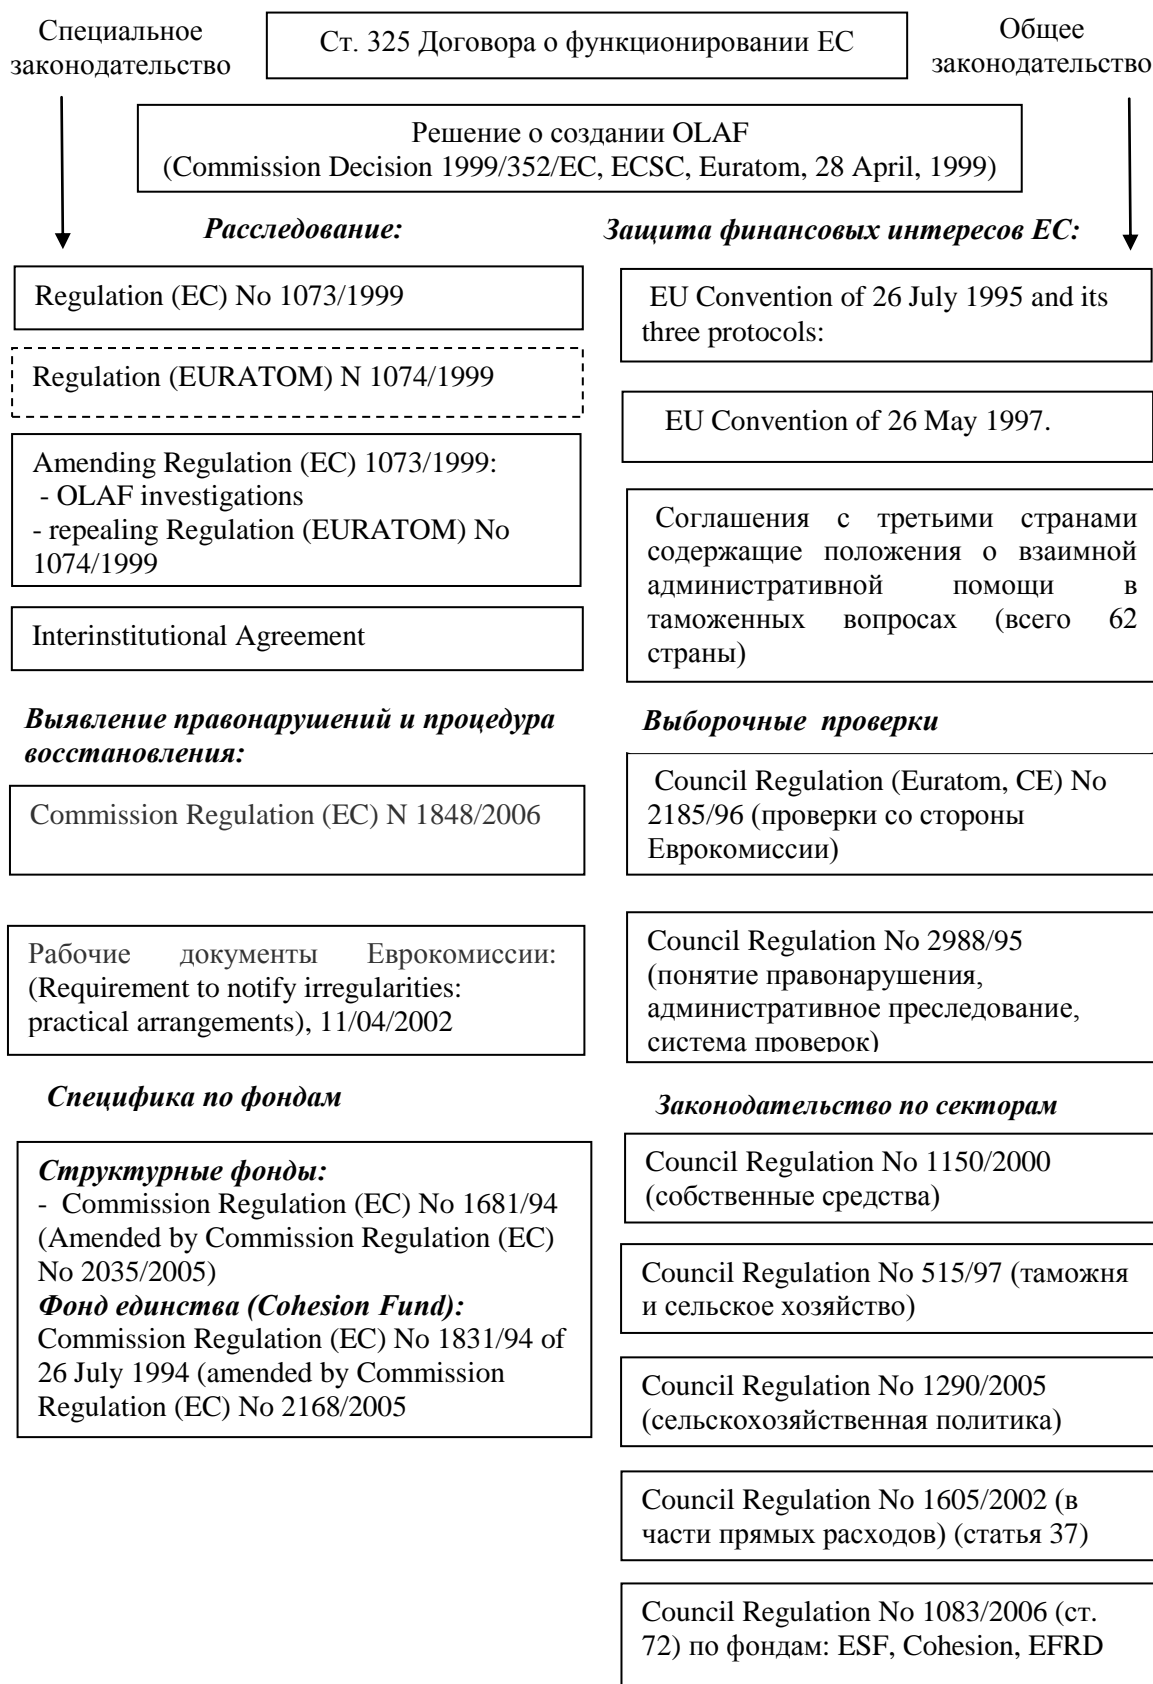 Специальное
законодательство
Ст. 325 Договора о функционировании ЕС
Общее
законодательство
Решение о создании OLAF
(Commission Decision 1999/352/EC, ECSC, Euratom, 28 April, 1999)
Расследование:
Regulation (EC) No 1073/1999
Regulation (EURATOM) N 1074/1999
Amending Regulation (EC) 1073/1999:
- OLAF investigations
- repealing Regulation (EURATOM) No
1074/1999
Interinstitutional Agreement
Выявление правонарушений и процедура
восстановления:
Commission Regulation (EC) N 1848/2006
Рабочие документы Еврокомиссии:
(Requirement to notify irregularities:
practical arrangements), 11/04/2002
Специфика по фондам
Структурные фонды:
- Commission Regulation (EC) No 1681/94
(Amended by Commission Regulation (EC)
No 2035/2005)
Фонд единства (Cohesion Fund):
Commission Regulation (EC) No 1831/94 of
26 July 1994 (amended by Commission
Regulation (EC) No 2168/2005
Защита финансовых интересов ЕС:
EU Convention of 26 July 1995 and its
three protocols:
EU Convention of 26 May 1997.
Соглашения с третьими странами
содержащие положения о взаимной
административной помощи в
таможенных вопросах (всего 62
страны)
Выборочные проверки
Council Regulation (Euratom, CE) No
2185/96 (проверки со стороны
Еврокомиссии)
Council Regulation No 2988/95
(понятие правонарушения,
административное преследование,
система проверок)
Законодательство по секторам
Council Regulation No 1150/2000
(собственные средства)
Council Regulation No 515/97 (таможня
и сельское хозяйство)
Council Regulation No 1290/2005
(сельскохозяйственная политика)
Council Regulation No 1605/2002 (в
части прямых расходов) (статья 37)
Council Regulation No 1083/2006 (ст.
72) по фондам: ESF, Cohesion, EFRD